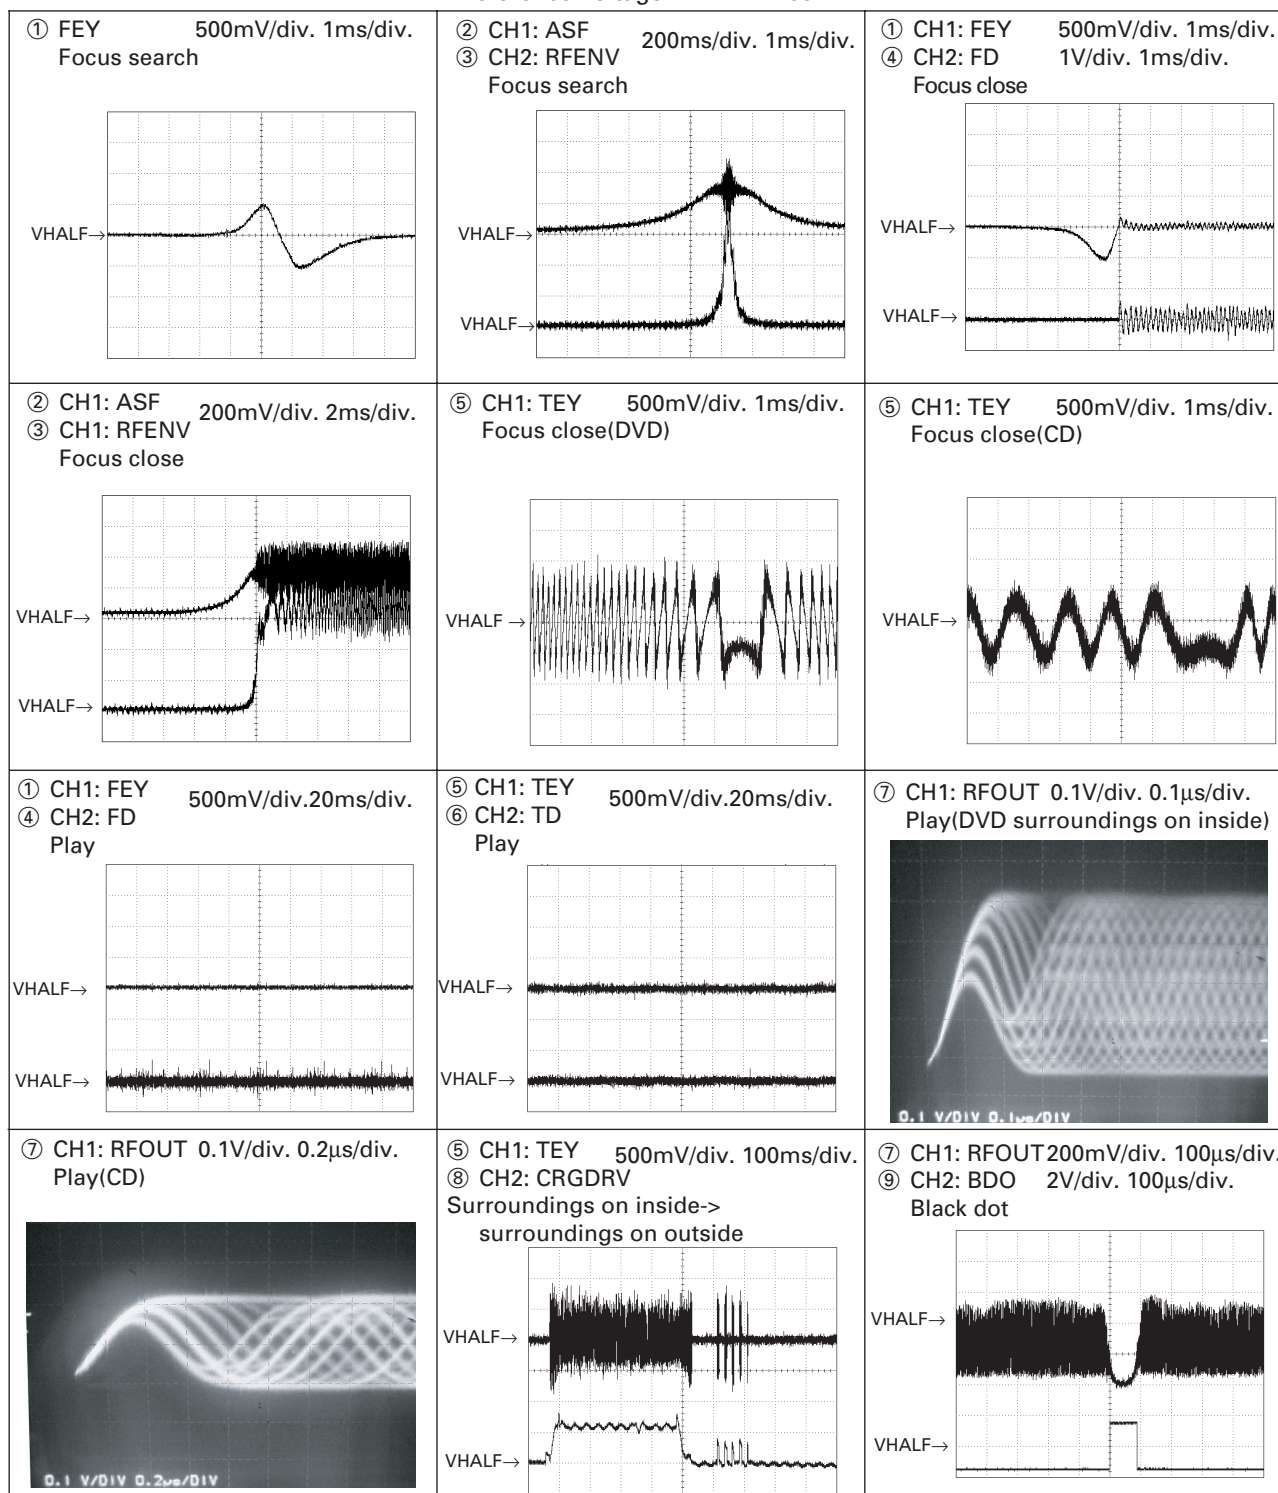 ① FEY 500mV/div. 1ms/div.
Focus search
VHALF→
② CH1: ASF 200ms/div. 1ms/div.
③ CH2: RFENV
Focus search
VHALF→
VHALF→
① CH1: FEY 500mV/div. 1ms/div.
④ CH2: FD 1V/div. 1ms/div.
Focus close
VHALF→
VHALF→
② CH1: ASF 200mV/div. 2ms/div.
③ CH1: RFENV
Focus close
VHALF→
VHALF→
⑤ CH1: TEY 500mV/div. 1ms/div.
Focus close(DVD)
VHALF →
⑤ CH1: TEY 500mV/div. 1ms/div.
Focus close(CD)
VHALF→
① CH1: FEY 500mV/div.20ms/div.
④ CH2: FD
Play
VHALF→
VHALF→
⑤ CH1: TEY 500mV/div.20ms/div.
⑥ CH2: TD
Play
VHALF→
VHALF→
⑦ CH1: RFOUT 0.1V/div. 0.1µs/div.
Play(DVD surroundings on inside)
0.1 V/DIV 0.1µs/DIV
⑦ CH1: RFOUT 0.1V/div. 0.2µs/div.
Play(CD)
0.1 V/DIV 0.2µs/DIV
⑤ CH1: TEY 500mV/div. 100ms/div.
⑧ CH2: CRGDRV
Surroundings on inside->
surroundings on outside
VHALF→
VHALF→
⑦ CH1: RFOUT 200mV/div. 100µs/div.
⑨ CH2: BDO 2V/div. 100µs/div.
Black dot
VHALF→
VHALF→